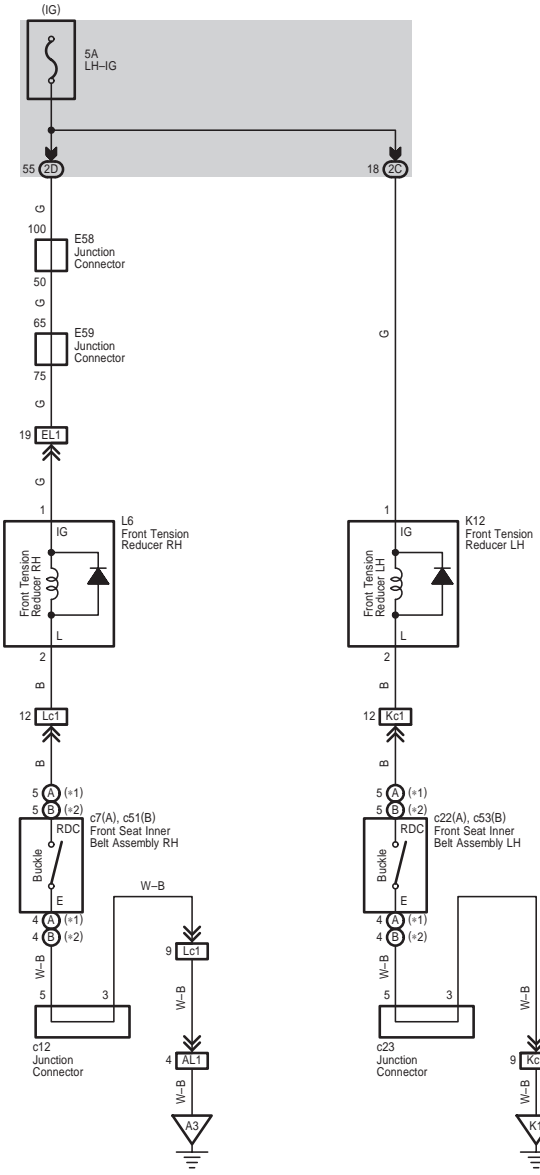 (IG)
5A
LH–IG
55 2D
18 2C
G
100
E58
Junction
Connector
50
G
65
E59
Junction
Connector
75
G
G
19 EL1
G
1
L6
Front Tension
Reducer RH
IG
Front Tension
Reducer RH
L
2
B
12 Lc1
B
5 A (*1)
5 B (*2)
c7(A), c51(B)
Front Seat Inner
Belt Assembly RH
RDC
Buckle
E
4 A (*1)
4 B (*2)
W–B
W–B
5
3
9 Lc1
c12
Junction
Connector
W–B
4 AL1
W–B
A3
1
K12
Front Tension
Reducer LH
IG
Front Tension
Reducer LH
L
2
B
12 Kc1
B
5 A (*1)
5 B (*2)
c22(A), c53(B)
Front Seat Inner
Belt Assembly LH
RDC
Buckle
E
4 A (*1)
4 B (*2)
W–B
5
3
W–B
c23
Junction
Connector
9
W–B